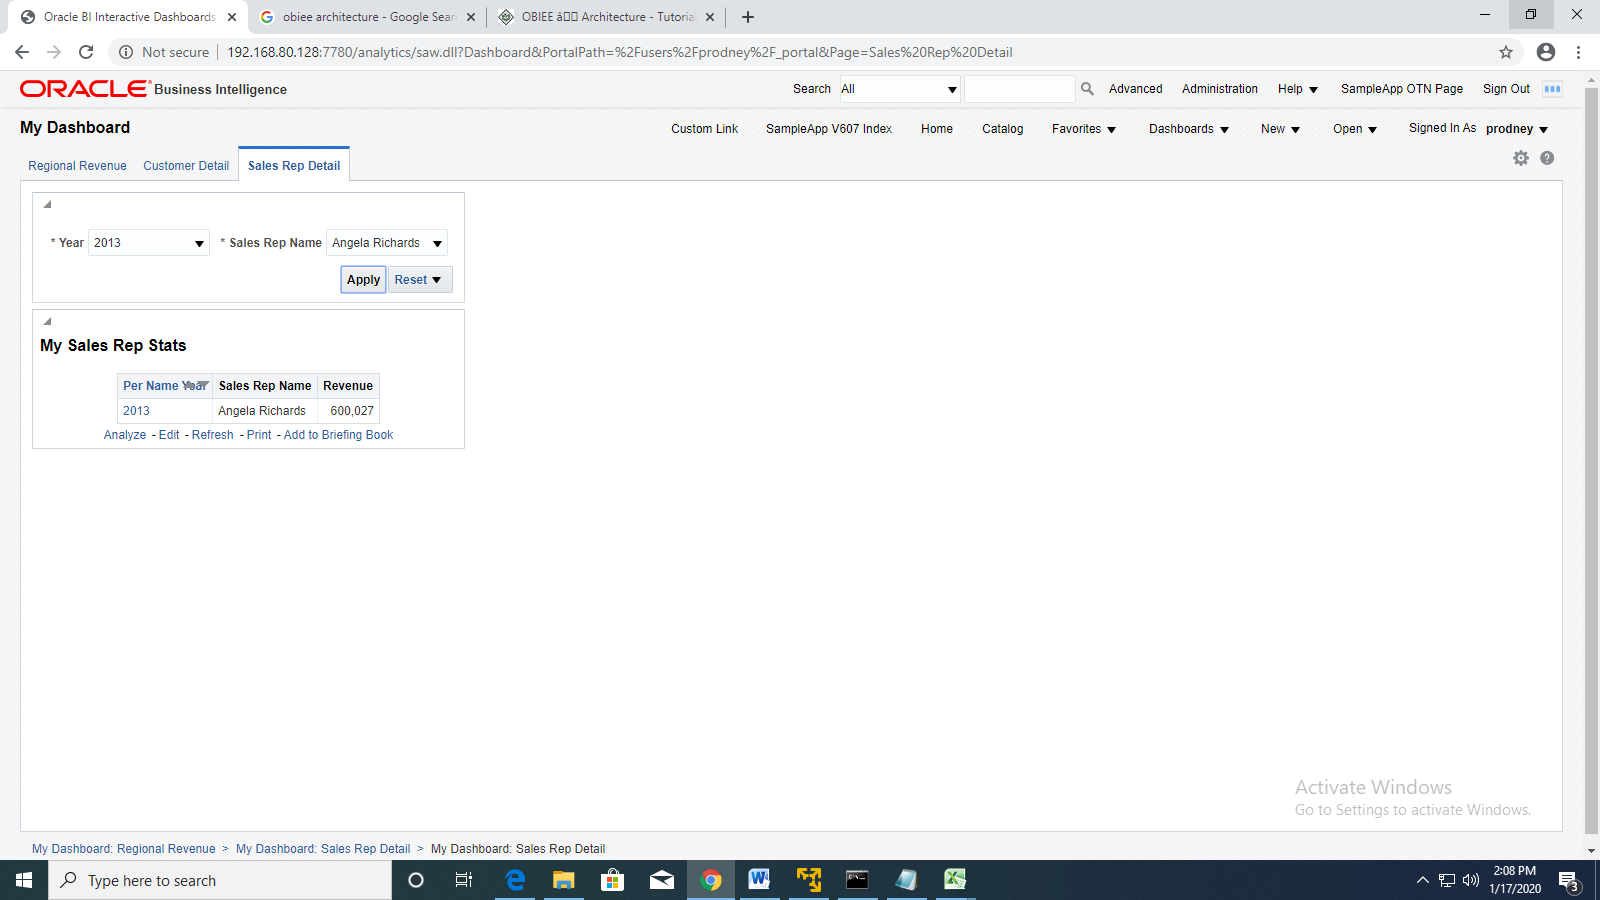 Oracle BI Interactive Dashboards
obiee architecture - Google Sear
OBIEE â Architecture - Tutorial
Not secure 192.168.80.128:7780/analytics/saw.dll?Dashboard&PortalPath=%2Fusers%2Fprodney%2F_portal&Page=Sales%20Rep%20Detail
ORACLE Business Intelligence
Search All Advanced Administration Help SampleApp OTN Page Sign Out
My Dashboard
Custom Link SampleApp V607 Index Home Catalog Favorites Dashboards New Open Signed In As prodney
Regional Revenue Customer Detail Sales Rep Detail
* Year 2013 * Sales Rep Name Angela Richards
Apply Reset
My Sales Rep Stats
Per Name Year Sales Rep Name Revenue
2013 Angela Richards 600,027
Analyze - Edit - Refresh - Print - Add to Briefing Book
Activate Windows
Go to Settings to activate Windows.
My Dashboard: Regional Revenue > My Dashboard: Sales Rep Detail > My Dashboard: Sales Rep Detail
Type here to search
2:08 PM
1/17/2020
3